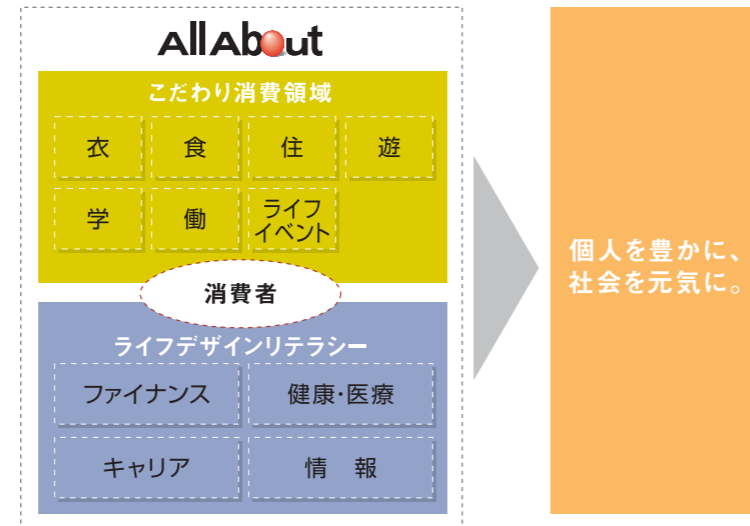 All About
こだわり消費領域
衣 食 住 遊
学 働 ライフ
イベント
消費者
ライフデザインリテラシー
ファイナンス 健康・医療
キャリア 情 報
個人を豊かに、
社会を元気に。